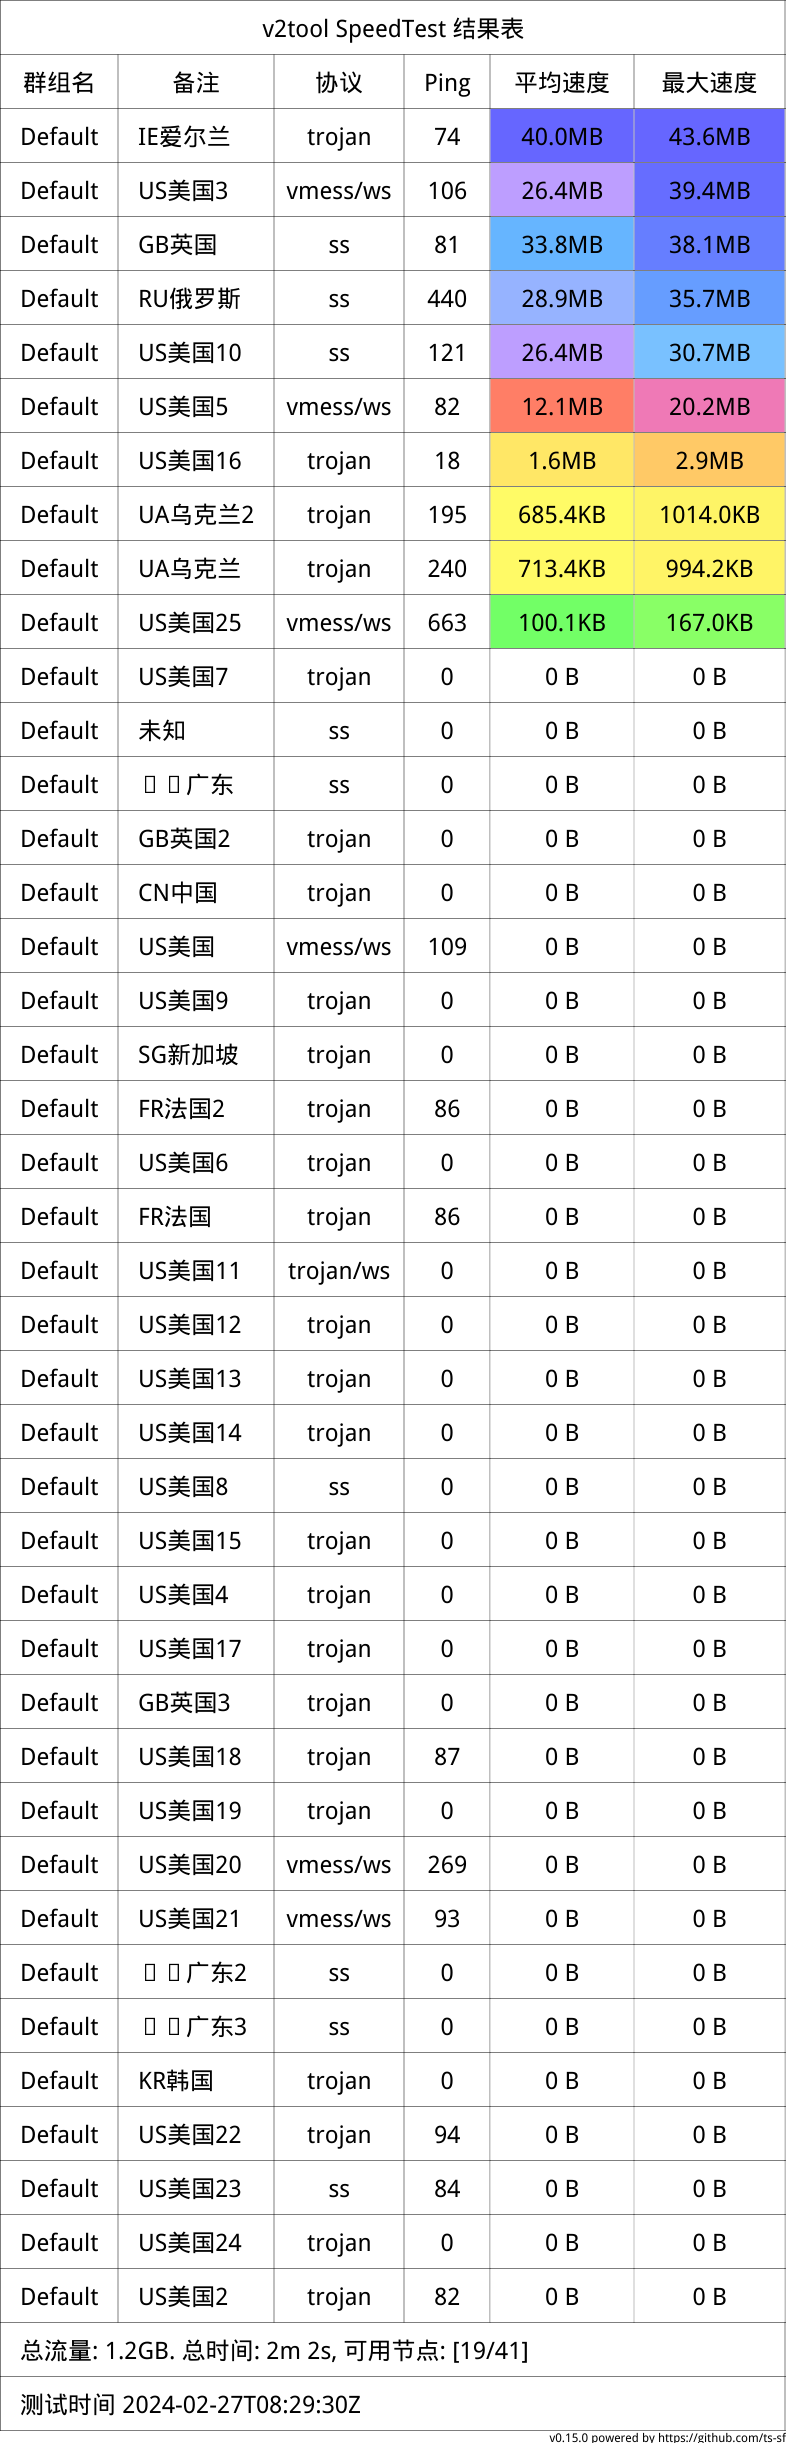 v2tool SpeedTest 结果表
群组名 备注 协议 Ping 平均速度 最大速度
Default IE爱尔兰 trojan 74 40.0MB 43.6MB
Default US美国3 vmess/ws 106 26.4MB 39.4MB
Default GB英国 ss 81 33.8MB 38.1MB
Default RU俄罗斯 ss 440 28.9MB 35.7MB
Default US美国10 ss 121 26.4MB 30.7MB
Default US美国5 vmess/ws 82 12.1MB 20.2MB
Default US美国16 trojan 18 1.6MB 2.9MB
Default UA乌克兰2 trojan 195 685.4KB 1014.0KB
Default UA乌克兰 trojan 240 713.4KB 994.2KB
Default US美国25 vmess/ws 663 100.1KB 167.0KB
Default US美国7 trojan 0 0 B 0 B
Default 未知 ss 0 0 B 0 B
Default 广东 ss 0 0 B 0 B
Default GB英国2 trojan 0 0 B 0 B
Default CN中国 trojan 0 0 B 0 B
Default US美国 vmess/ws 109 0 B 0 B
Default US美国9 trojan 0 0 B 0 B
Default SG新加坡 trojan 0 0 B 0 B
Default FR法国2 trojan 86 0 B 0 B
Default US美国6 trojan 0 0 B 0 B
Default FR法国 trojan 86 0 B 0 B
Default US美国11 trojan/ws 0 0 B 0 B
Default US美国12 trojan 0 0 B 0 B
Default US美国13 trojan 0 0 B 0 B
Default US美国14 trojan 0 0 B 0 B
Default US美国8 ss 0 0 B 0 B
Default US美国15 trojan 0 0 B 0 B
Default US美国4 trojan 0 0 B 0 B
Default US美国17 trojan 0 0 B 0 B
Default GB英国3 trojan 0 0 B 0 B
Default US美国18 trojan 87 0 B 0 B
Default US美国19 trojan 0 0 B 0 B
Default US美国20 vmess/ws 269 0 B 0 B
Default US美国21 vmess/ws 93 0 B 0 B
Default 广东2 ss 0 0 B 0 B
Default 广东3 ss 0 0 B 0 B
Default KR韩国 trojan 0 0 B 0 B
Default US美国22 trojan 94 0 B 0 B
Default US美国23 ss 84 0 B 0 B
Default US美国24 trojan 0 0 B 0 B
Default US美国2 trojan 82 0 B 0 B
总流量: 1.2GB. 总时间: 2m 2s, 可用节点: [19/41]
测试时间 2024-02-27T08:29:30Z
v0.15.0 powered by https://github.com/ts-sf